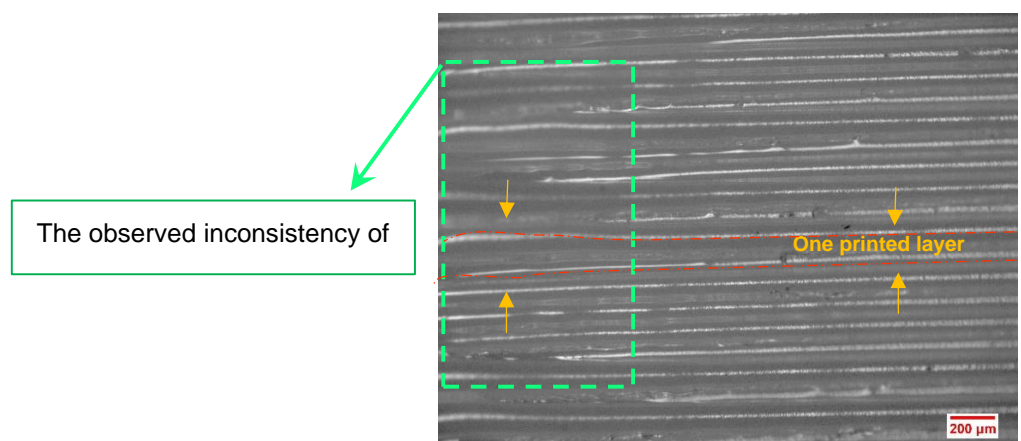 The observed inconsistency of
One printed layer
200 µm